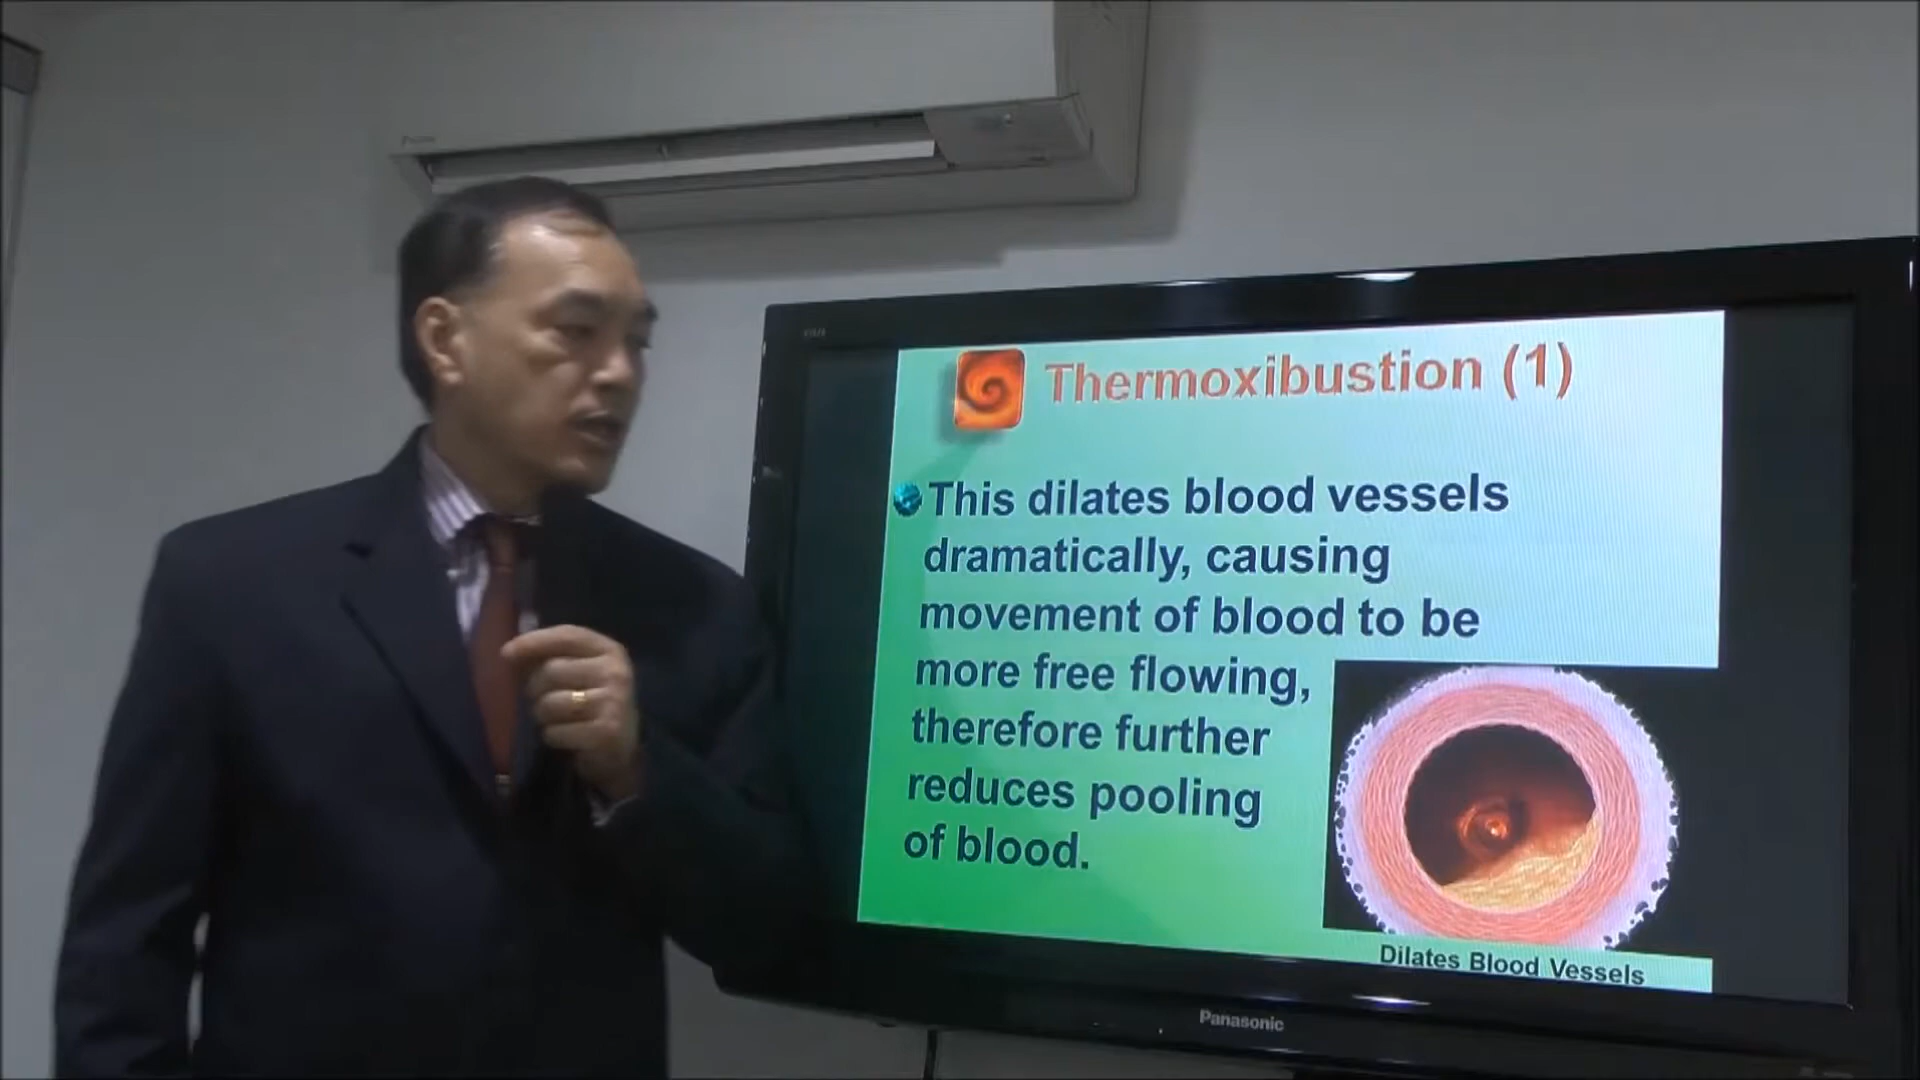 Thermoxibustion (1)
This dilates blood vessels
dramatically, causing
movement of blood to be
more free flowing,
therefore further
reduces pooling
of blood.
Dilates Blood Vessels
Panasonic